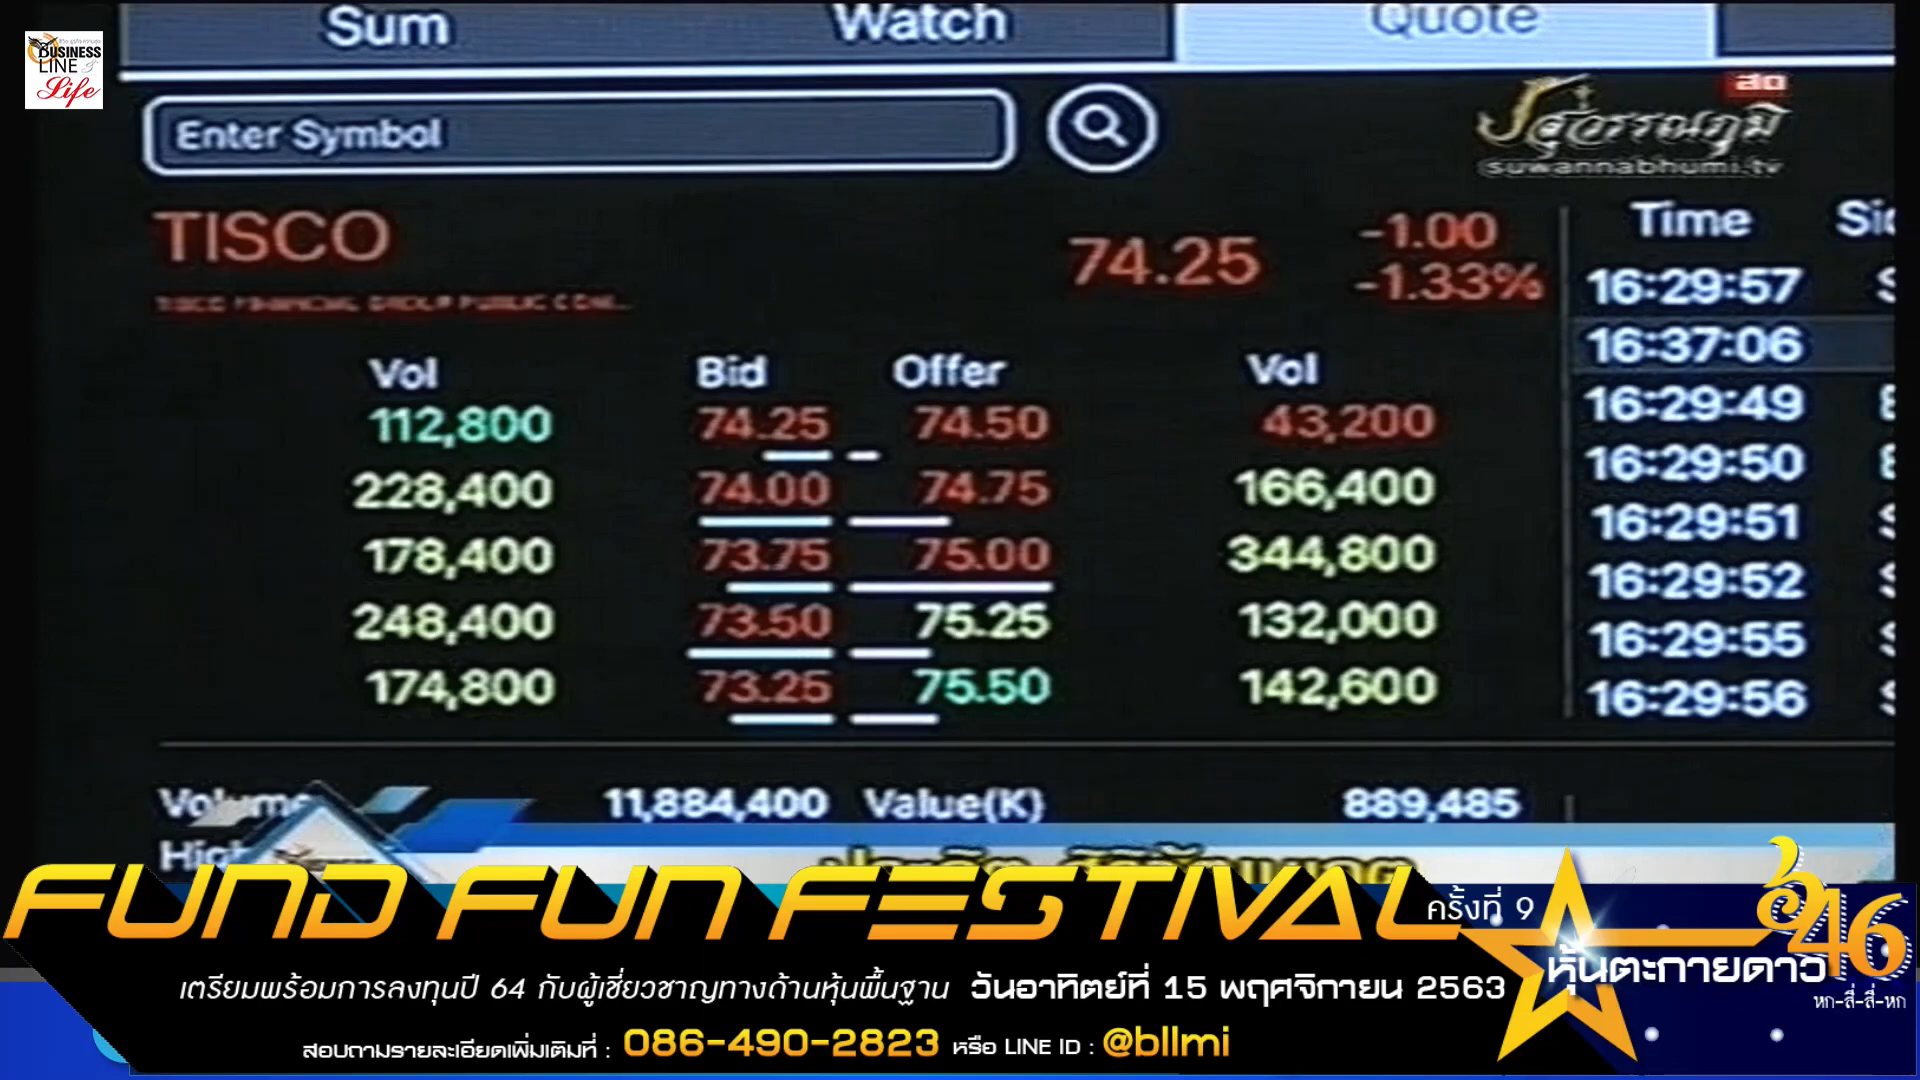 Sum Watch Quote
BUSINESS
LINE &
Life
Enter Symbol
สด
สุวรรณภูมิ
@suwannabhumi.tv
TISCO 74.25 -1.00
-1.33%
TISCO FINANCIAL GROUP PUBLIC
Time
16:29:57 S
16:37:06
16:29:49 B
16:29:50 B
16:29:51 S
16:29:52 S
16:29:55 S
16:29:56 S
Vol Bid Offer Vol
112,800 74.25 74.50 43,200
228,400 74.00 74.75 166,400
178,400 73.75 75.00 344,800
248,400 73.50 75.25 132,000
174,800 73.25 75.50 142,600
Volume 11,884,400 Value(K) 889,485
FUND FUN FESTIVAL ครั้งที่ 9
หุ้นตะกายดาว
646
หก-สี่-สี่-หก
เตรียมพร้อมการลงทุนปี 64 กับผู้เชี่ยวชาญทางด้านหุ้นพื้นฐาน วันอาทิตย์ที่ 15 พฤศจิกายน 2563
สอบถามรายละเอียดเพิ่มเติมที่ : 086-490-2823 หรือ LINE ID : @bllmi